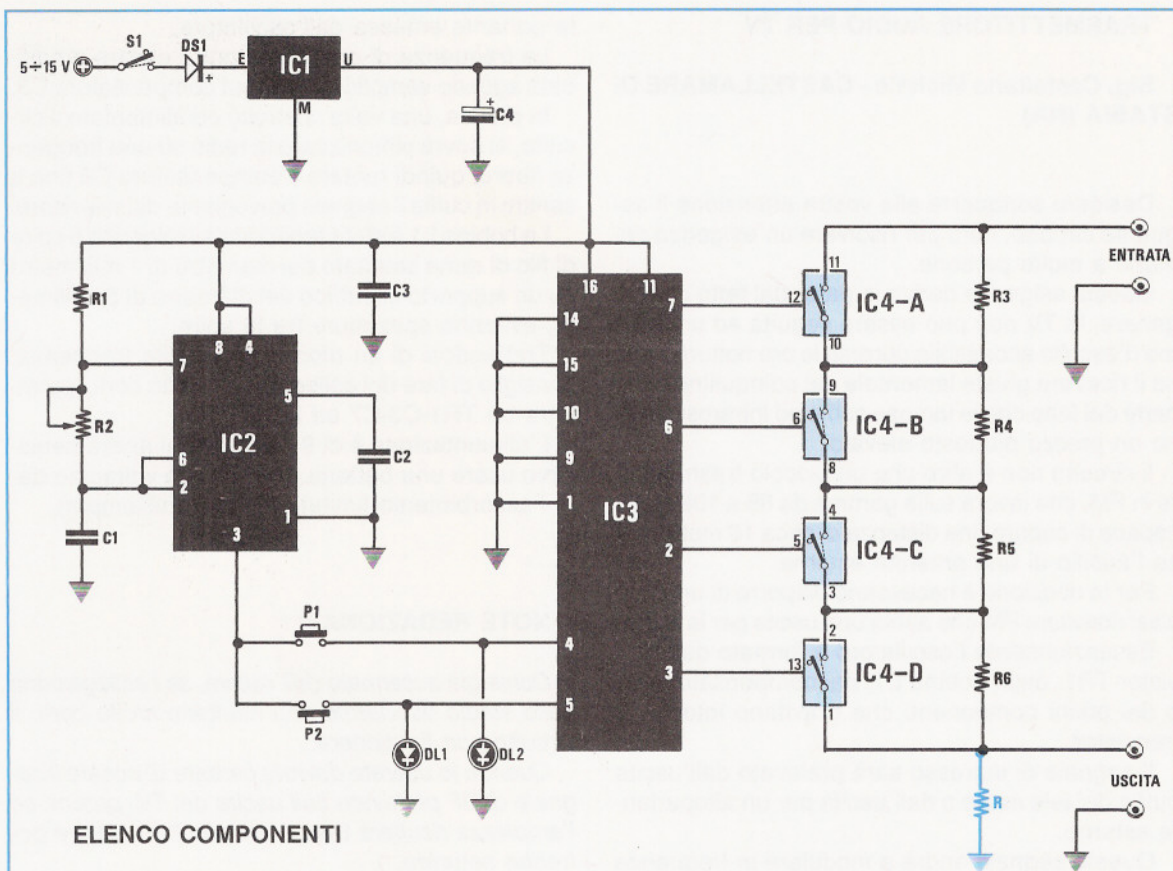 S1
DS1
5÷15 V
E
IC1
U
M
C4
R1
C3
R2
7
8
4
5
6
2
IC2
1
3
C2
C1
P1
P2
DL1
DL2
16
11
14
15
10
9
1
4
5
IC3
7
6
2
3
11
12
IC4-A
10
9
6
IC4-B
8
4
5
IC4-C
3
2
13
IC4-D
1
R3
R4
R5
R6
R
ENTRATA
USCITA
ELENCO COMPONENTI